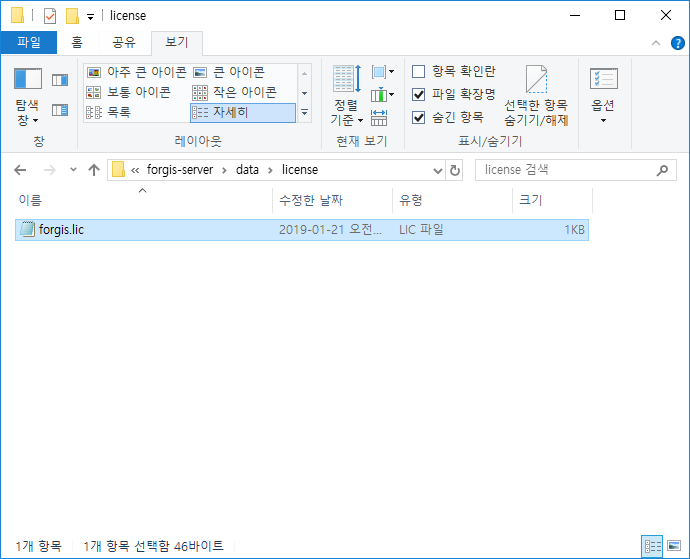 license
파일 홈 공유 보기
탐색 창
아주 큰 아이콘 큰 아이콘
보통 아이콘 작은 아이콘
목록 자세히
정렬 기준
항목 확인란
파일 확장명
숨긴 항목
선택한 항목 숨기기/해제
옵션
창 레이아웃 현재 보기 표시/숨기기
« forgis-server > data > license
license 검색
이름 수정한 날짜 유형 크기
forgis.lic 2019-01-21 오전... LIC 파일 1KB
1개 항목 1개 항목 선택함 46바이트